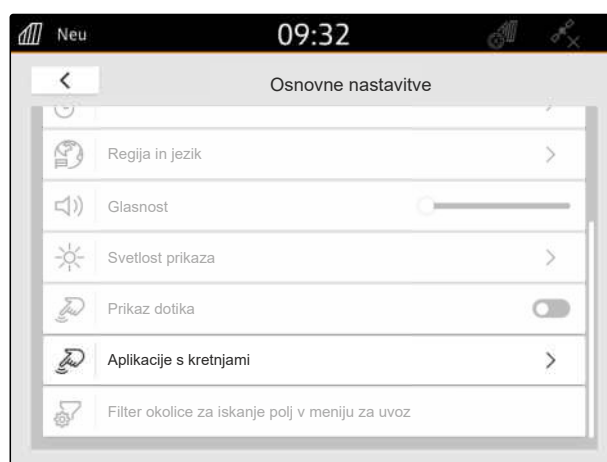 Neu 09:32
Osnovne nastavitve
Regija in jezik
Glasnost
Svetlost prikaza
Prikaz dotika
Aplikacije s kretnjami
Filter okolice za iskanje polj v meniju za uvoz